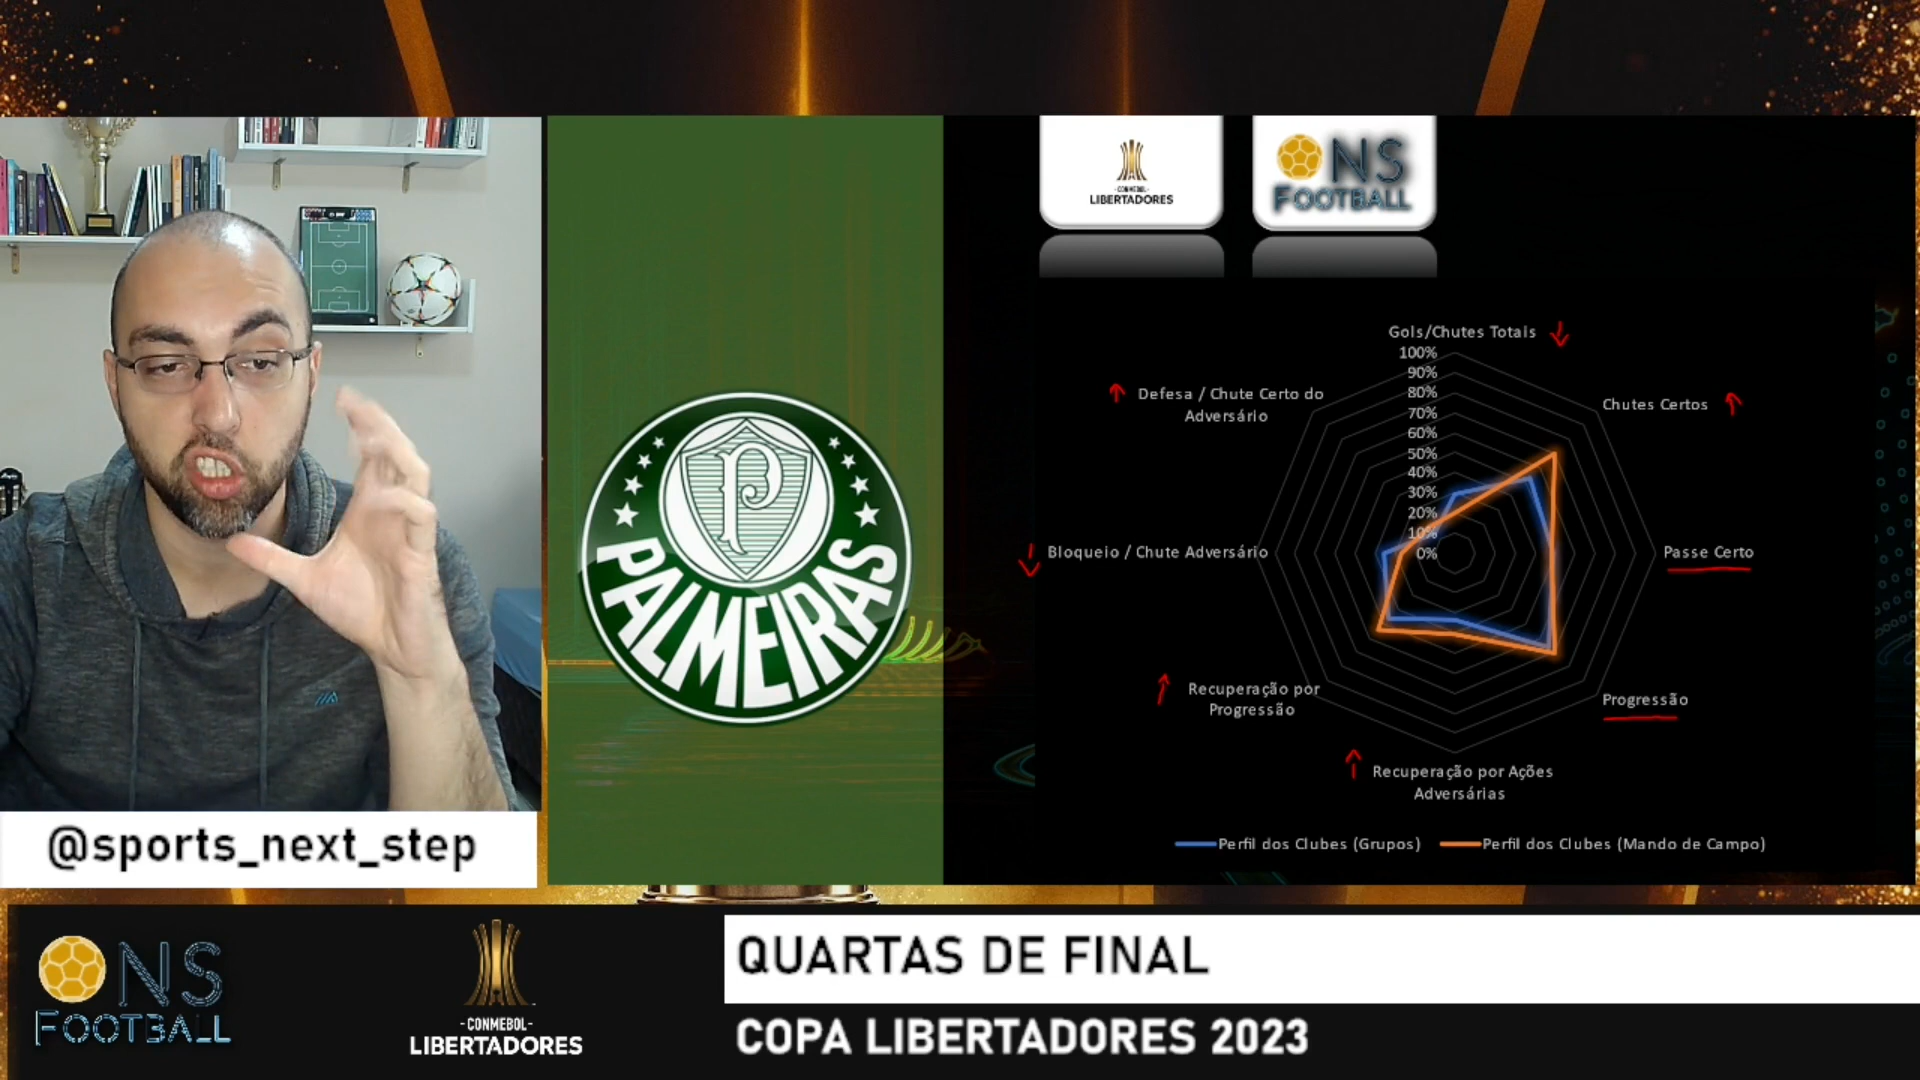 CONMEBOL
LIBERTADORES
NS
FOOTBALL
Gols/Chutes Totais
100%
90%
80%
70%
60%
50%
40%
30%
20%
10%
0%
Defesa / Chute Certo do
Adversário
Chutes Certos
Bloqueio / Chute Adversário
Passe Certo
Recuperação por
Progressão
Progressão
Recuperação por Ações
Adversárias
Perfil dos Clubes (Grupos)
Perfil dos Clubes (Mando de Campo)
P
PALMEIRAS
@sports_next_step
NS
FOOTBALL
-CONMEBOL-
LIBERTADORES
QUARTAS DE FINAL
COPA LIBERTADORES 2023